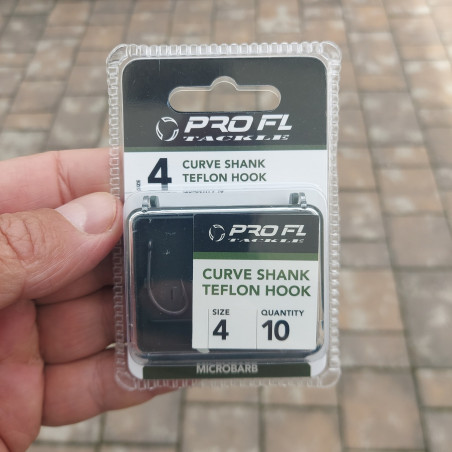 PRO FL
TACKLE
SIZE
4
CURVE SHANK
TEFLON HOOK
PRO FL
TACKLE
CURVE SHANK
TEFLON HOOK
SIZE QUANTITY
4 10
MICROBARB